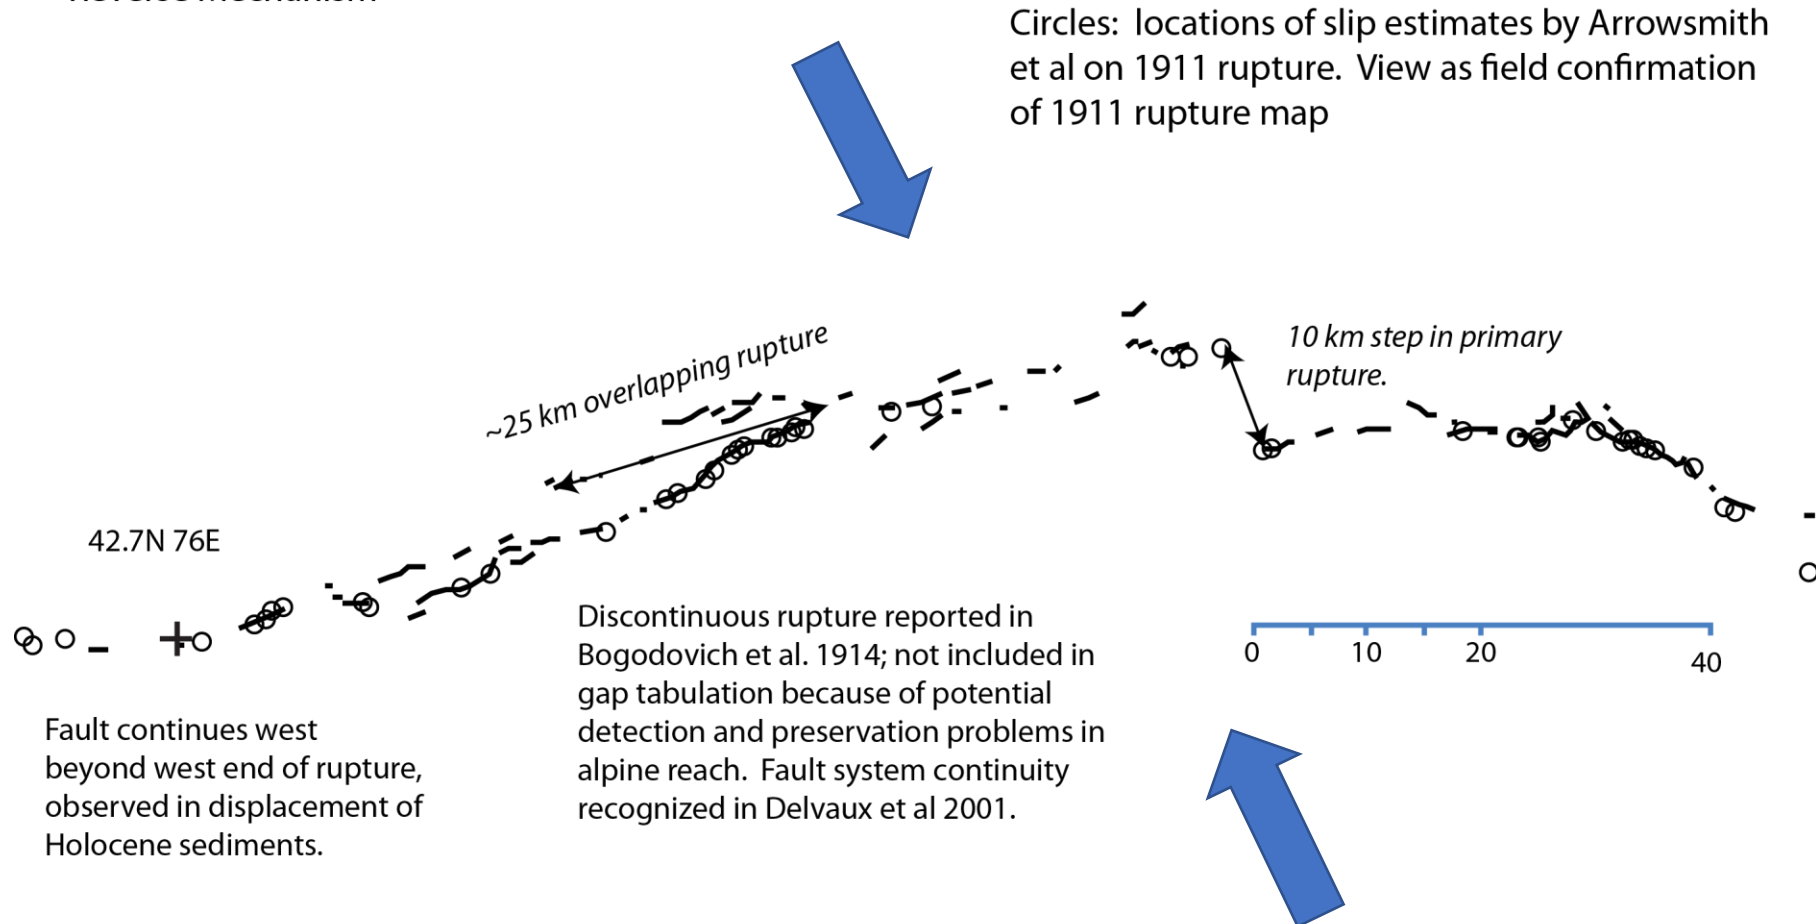 Reverse Mechanism
Circles: locations of slip estimates by Arrowsmith
et al on 1911 rupture. View as field confirmation
of 1911 rupture map
~25 km overlapping rupture
10 km step in primary
rupture.
42.7N 76E
Discontinuous rupture reported in
Bogodovich et al. 1914; not included in
gap tabulation because of potential
detection and preservation problems in
alpine reach. Fault system continuity
recognized in Delvaux et al 2001.
0 10 20 40
Fault continues west
beyond west end of rupture,
observed in displacement of
Holocene sediments.